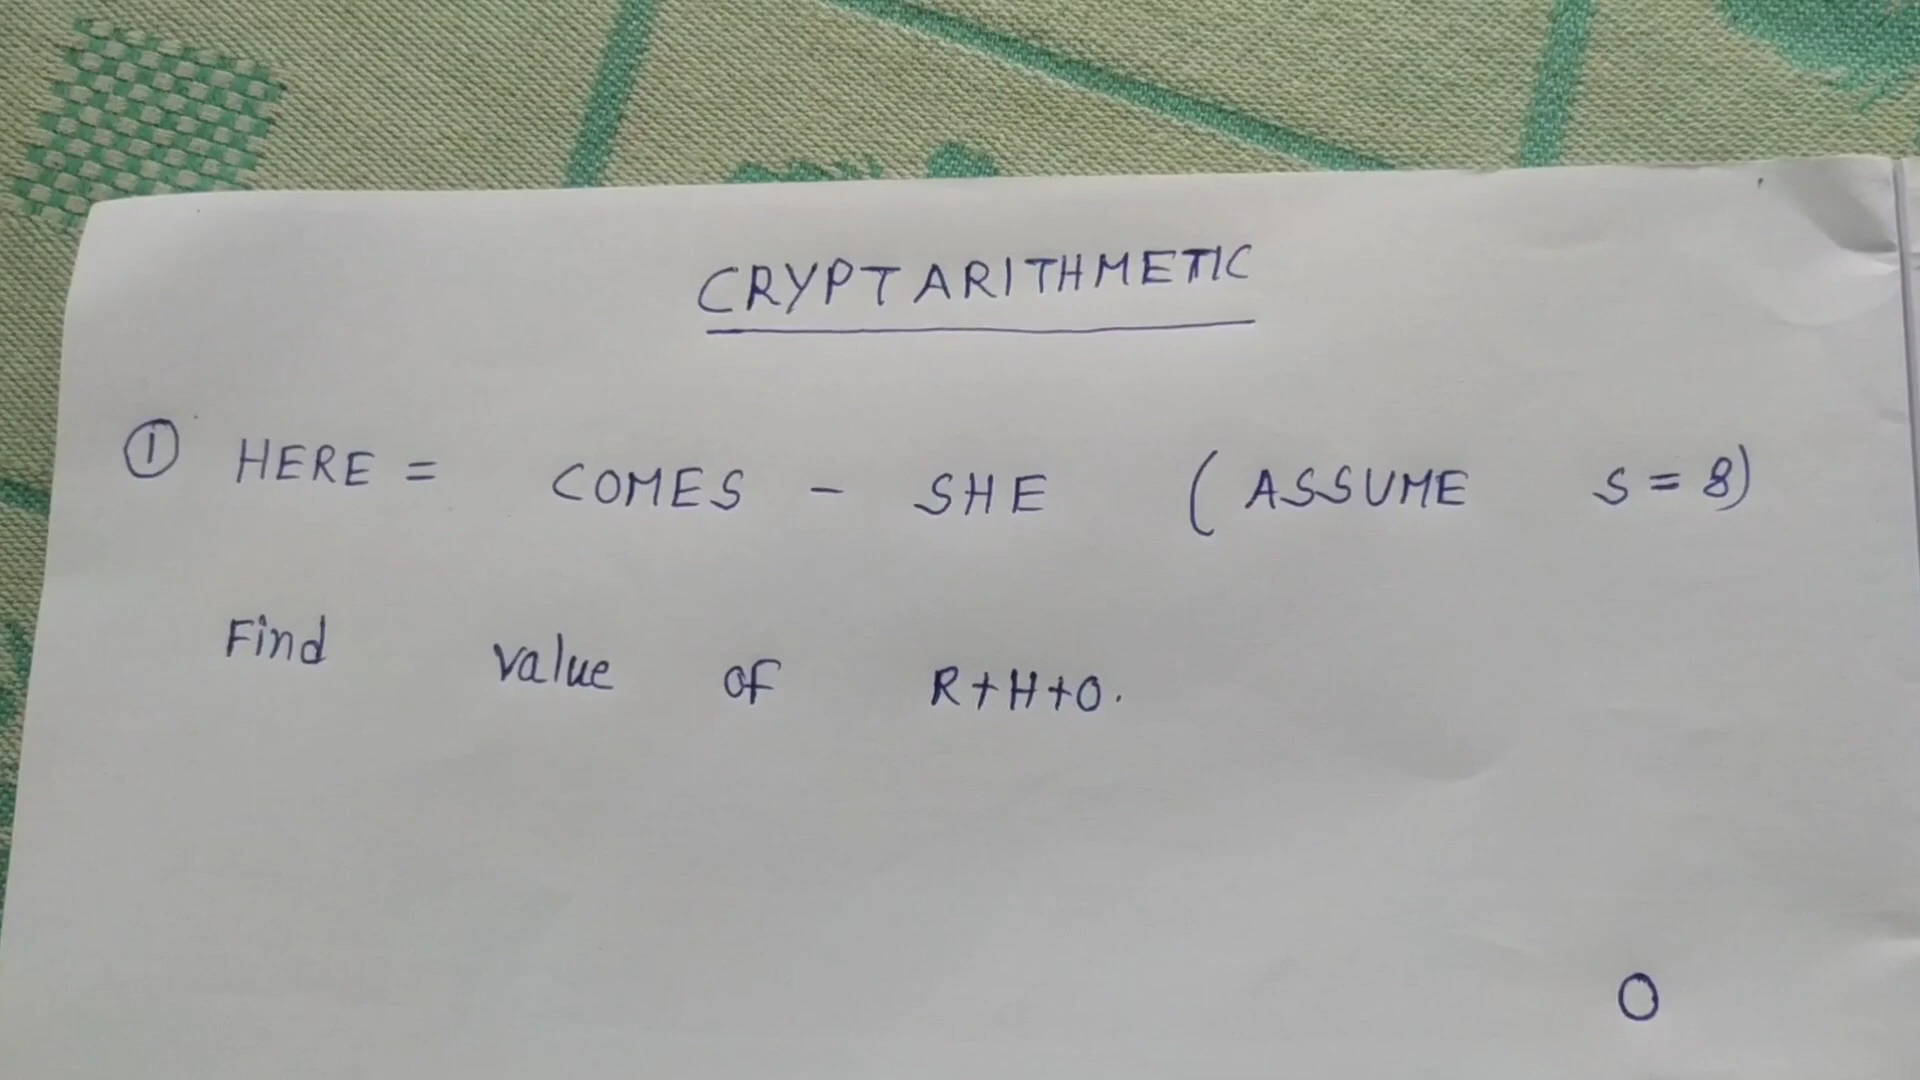 CRYPTARITHMETIC
① HERE = COMES - SHE (ASSUME S = 8)
Find value of R+H+O.
O